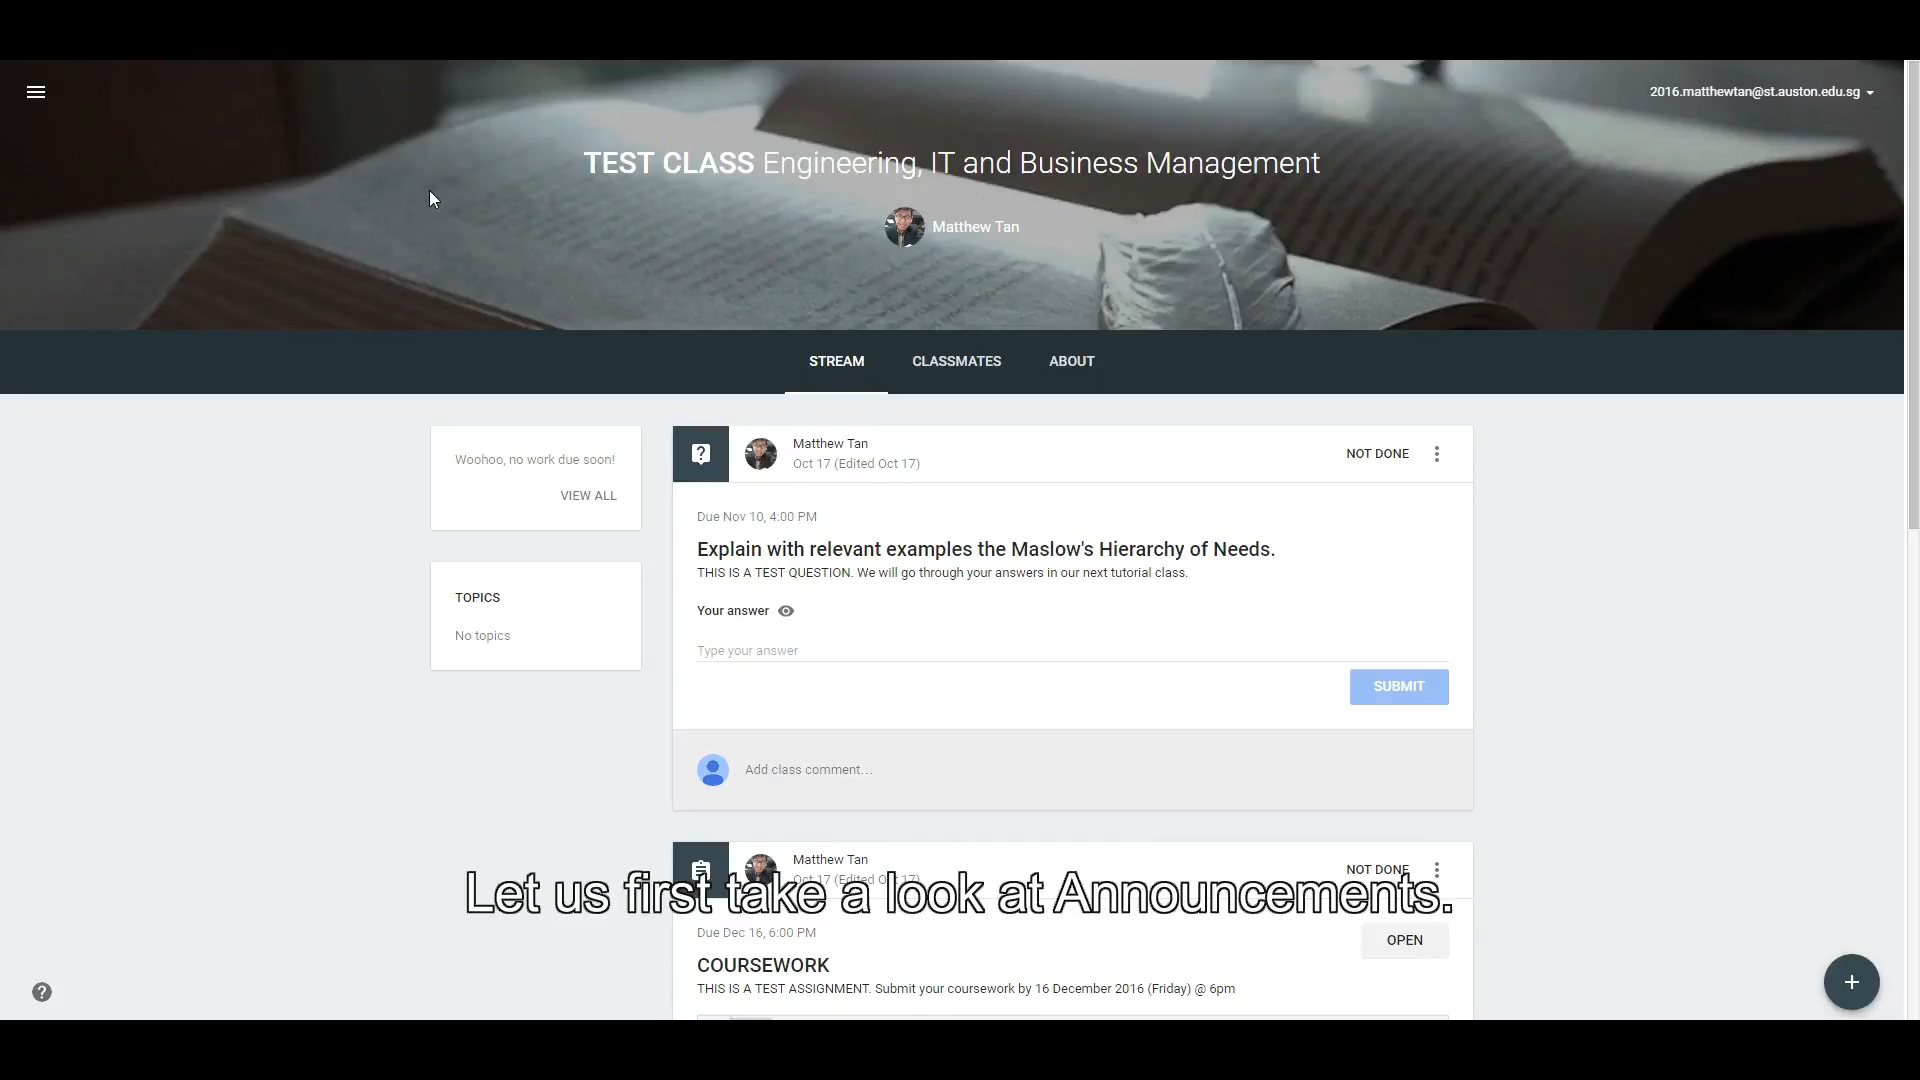 2016.matthewtan@st.auston.edu.sg
TEST CLASS Engineering, IT and Business Management
Matthew Tan
STREAM CLASSMATES ABOUT
Woohoo, no work due soon!
VIEW ALL
TOPICS
No topics
Matthew Tan
Oct 17 (Edited Oct 17)
NOT DONE
Due Nov 10, 4:00 PM
Explain with relevant examples the Maslow's Hierarchy of Needs.
THIS IS A TEST QUESTION. We will go through your answers in our next tutorial class.
Your answer
Type your answer
SUBMIT
Add class comment...
Matthew Tan
Oct 17 (Edited Oct 17)
NOT DONE
Let us first take a look at Announcements.
Due Dec 16, 6:00 PM
OPEN
COURSEWORK
THIS IS A TEST ASSIGNMENT. Submit your coursework by 16 December 2016 (Friday) @ 6pm